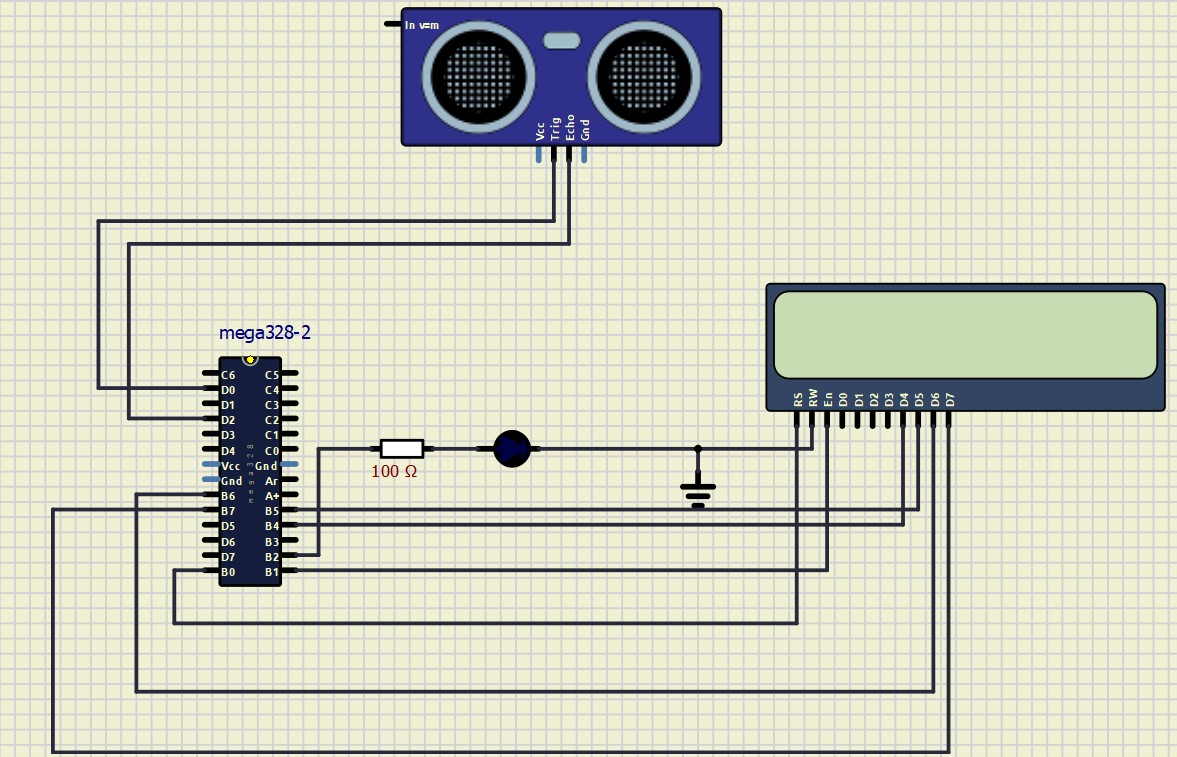 In v=m
Vcc Trig Echo Gnd
mega328-2
C6 C5
D0 C4
D1 C3
D2 C2
D3 C1
D4 C0
Vcc Gnd
Gnd Ar
B6 A+
B7 B5
D5 B4
D6 B3
D7 B2
B0 B1
mega328
100 Ω
RS RW En D0 D1 D2 D3 D4 D5 D6 D7